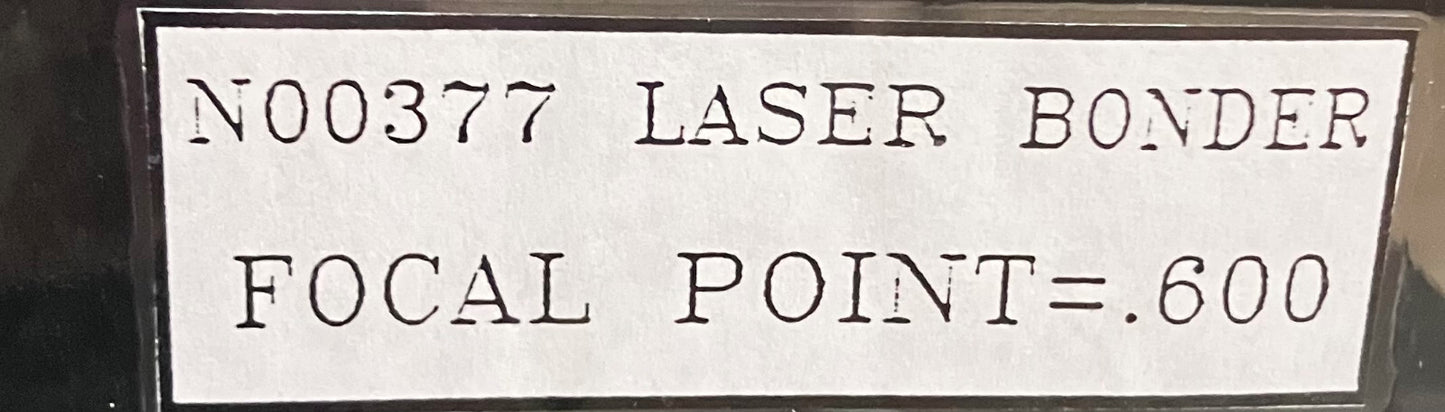 N00377 LASER BONDER
FOCAL POINT=.600